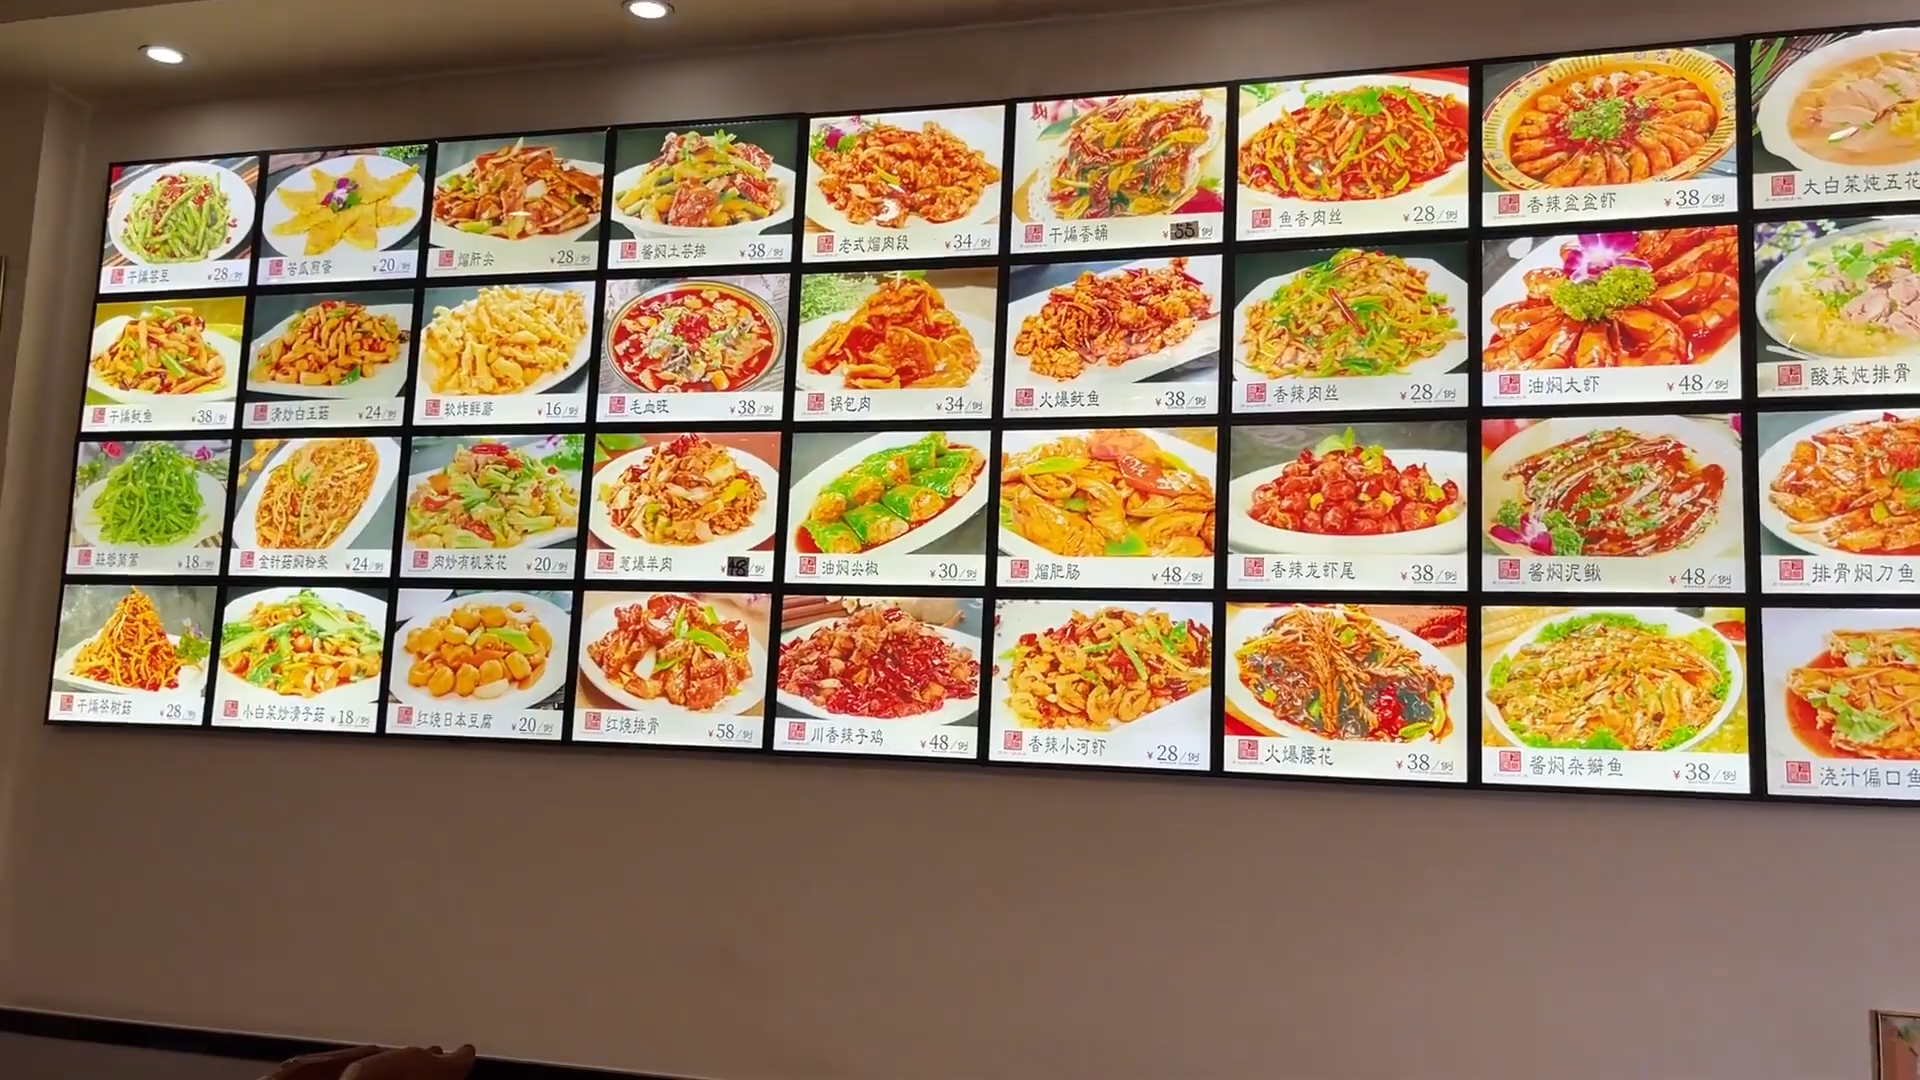 干煸芸豆 ¥28/例
苦瓜煎蛋 ¥20/例
熘肝尖 ¥28/例
酱焖土芸排 ¥38/例
老式熘肉段 ¥34/例
干煸蚕蛹 ¥55/例
鱼香肉丝 ¥28/例
香辣盆盆虾 ¥38/例
大白菜炖五花
干煸鱿鱼 ¥38/例
清炒白玉菇 ¥24/例
软炸鲜蘑 ¥16/例
毛血旺 ¥38/例
锅包肉 ¥34/例
火爆鱿鱼 ¥38/例
香辣肉丝 ¥28/例
油焖大虾 ¥48/例
酸菜炖排骨
蒜蓉茼蒿 ¥18/例
金针菇焖粉条 ¥24/例
肉炒有机菜花 ¥20/例
葱爆羊肉 ¥48/例
油焖尖椒 ¥30/例
熘肥肠 ¥48/例
香辣龙虾尾 ¥38/例
酱焖泥鳅 ¥48/例
排骨焖刀鱼
干煸茶树菇 ¥28/例
小白菜炒滑子菇 ¥18/例
红烧日本豆腐 ¥20/例
红烧排骨 ¥58/例
川香辣子鸡 ¥48/例
香辣小河虾 ¥28/例
火爆腰花 ¥38/例
酱焖杂瓣鱼 ¥38/例
浇汁偏口鱼